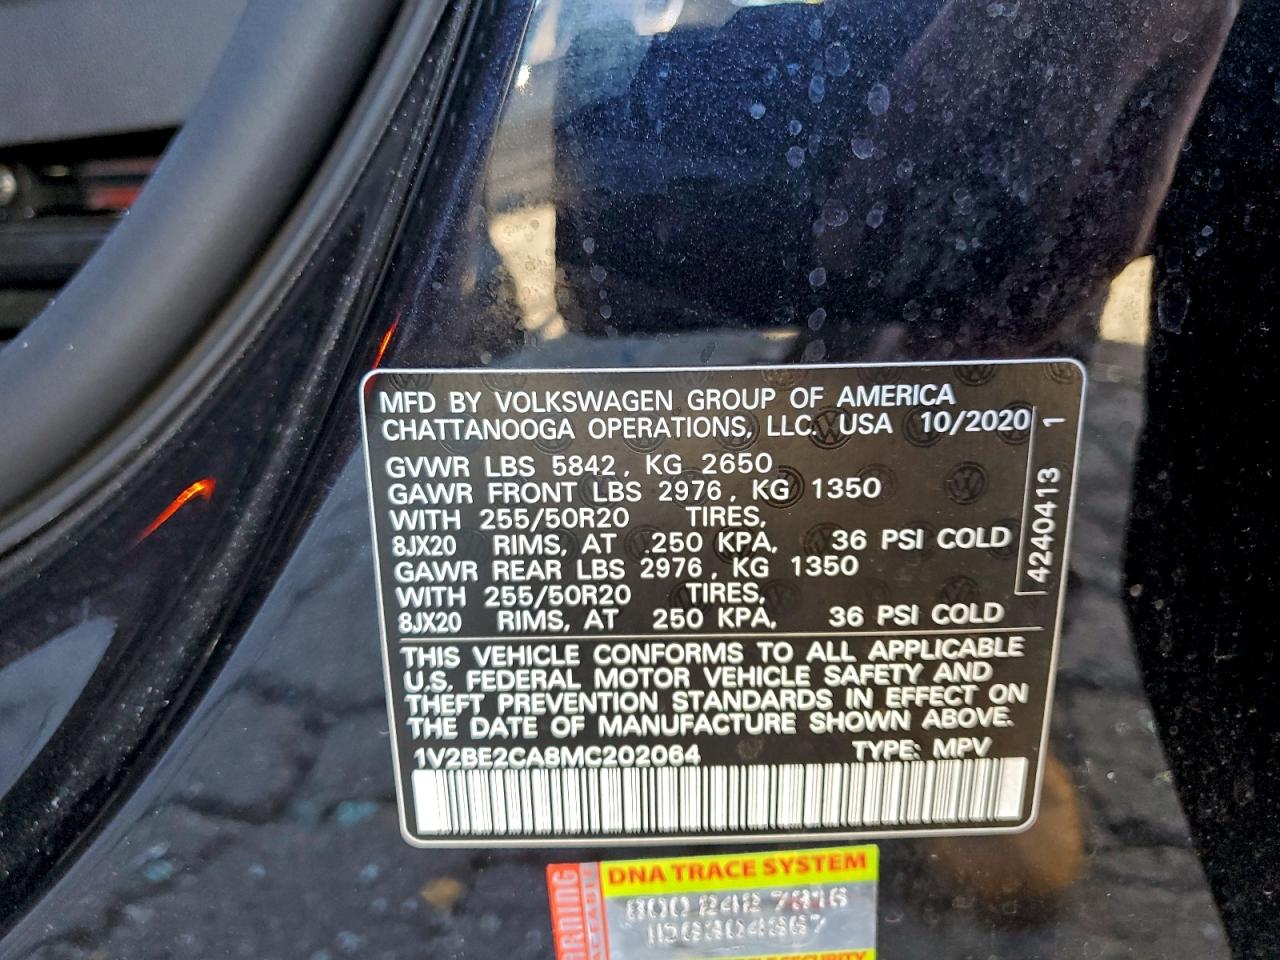 MFD BY VOLKSWAGEN GROUP OF AMERICA
CHATTANOOGA OPERATIONS, LLC. USA 10/2020
GVWR LBS 5842, KG 2650
GAWR FRONT LBS 2976, KG 1350
WITH 255/50R20 TIRES,
8JX20 RIMS, AT 250 KPA, 36 PSI COLD
GAWR REAR LBS 2976, KG 1350
WITH 255/50R20 TIRES,
8JX20 RIMS, AT 250 KPA, 36 PSI COLD
4240413 1
THIS VEHICLE CONFORMS TO ALL APPLICABLE
U.S. FEDERAL MOTOR VEHICLE SAFETY AND
THEFT PREVENTION STANDARDS IN EFFECT ON
THE DATE OF MANUFACTURE SHOWN ABOVE.
1V2BE2CA8MC202064 TYPE: MPV
DNA TRACE SYSTEM
800 242